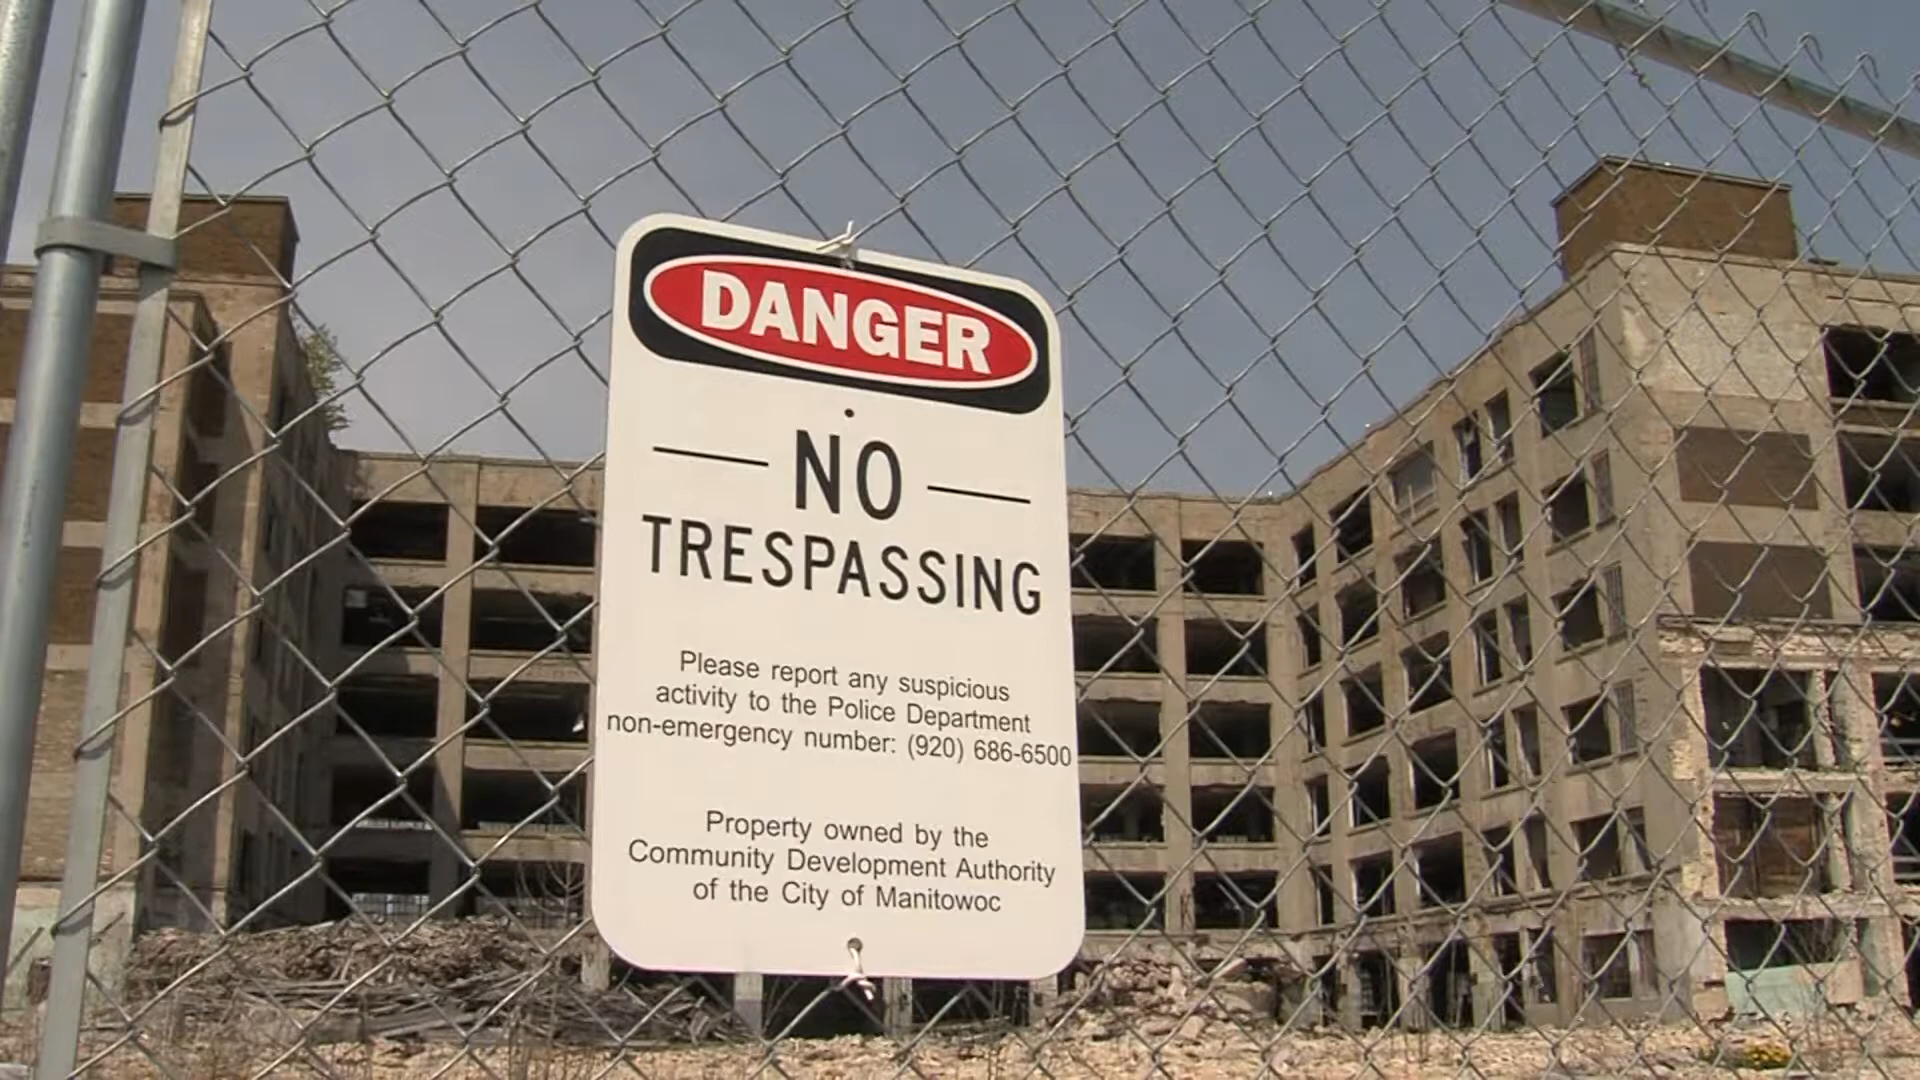 DANGER
NO
TRESPASSING
Please report any suspicious
activity to the Police Department
non-emergency number: (920) 686-6500
Property owned by the
Community Development Authority
of the City of Manitowoc